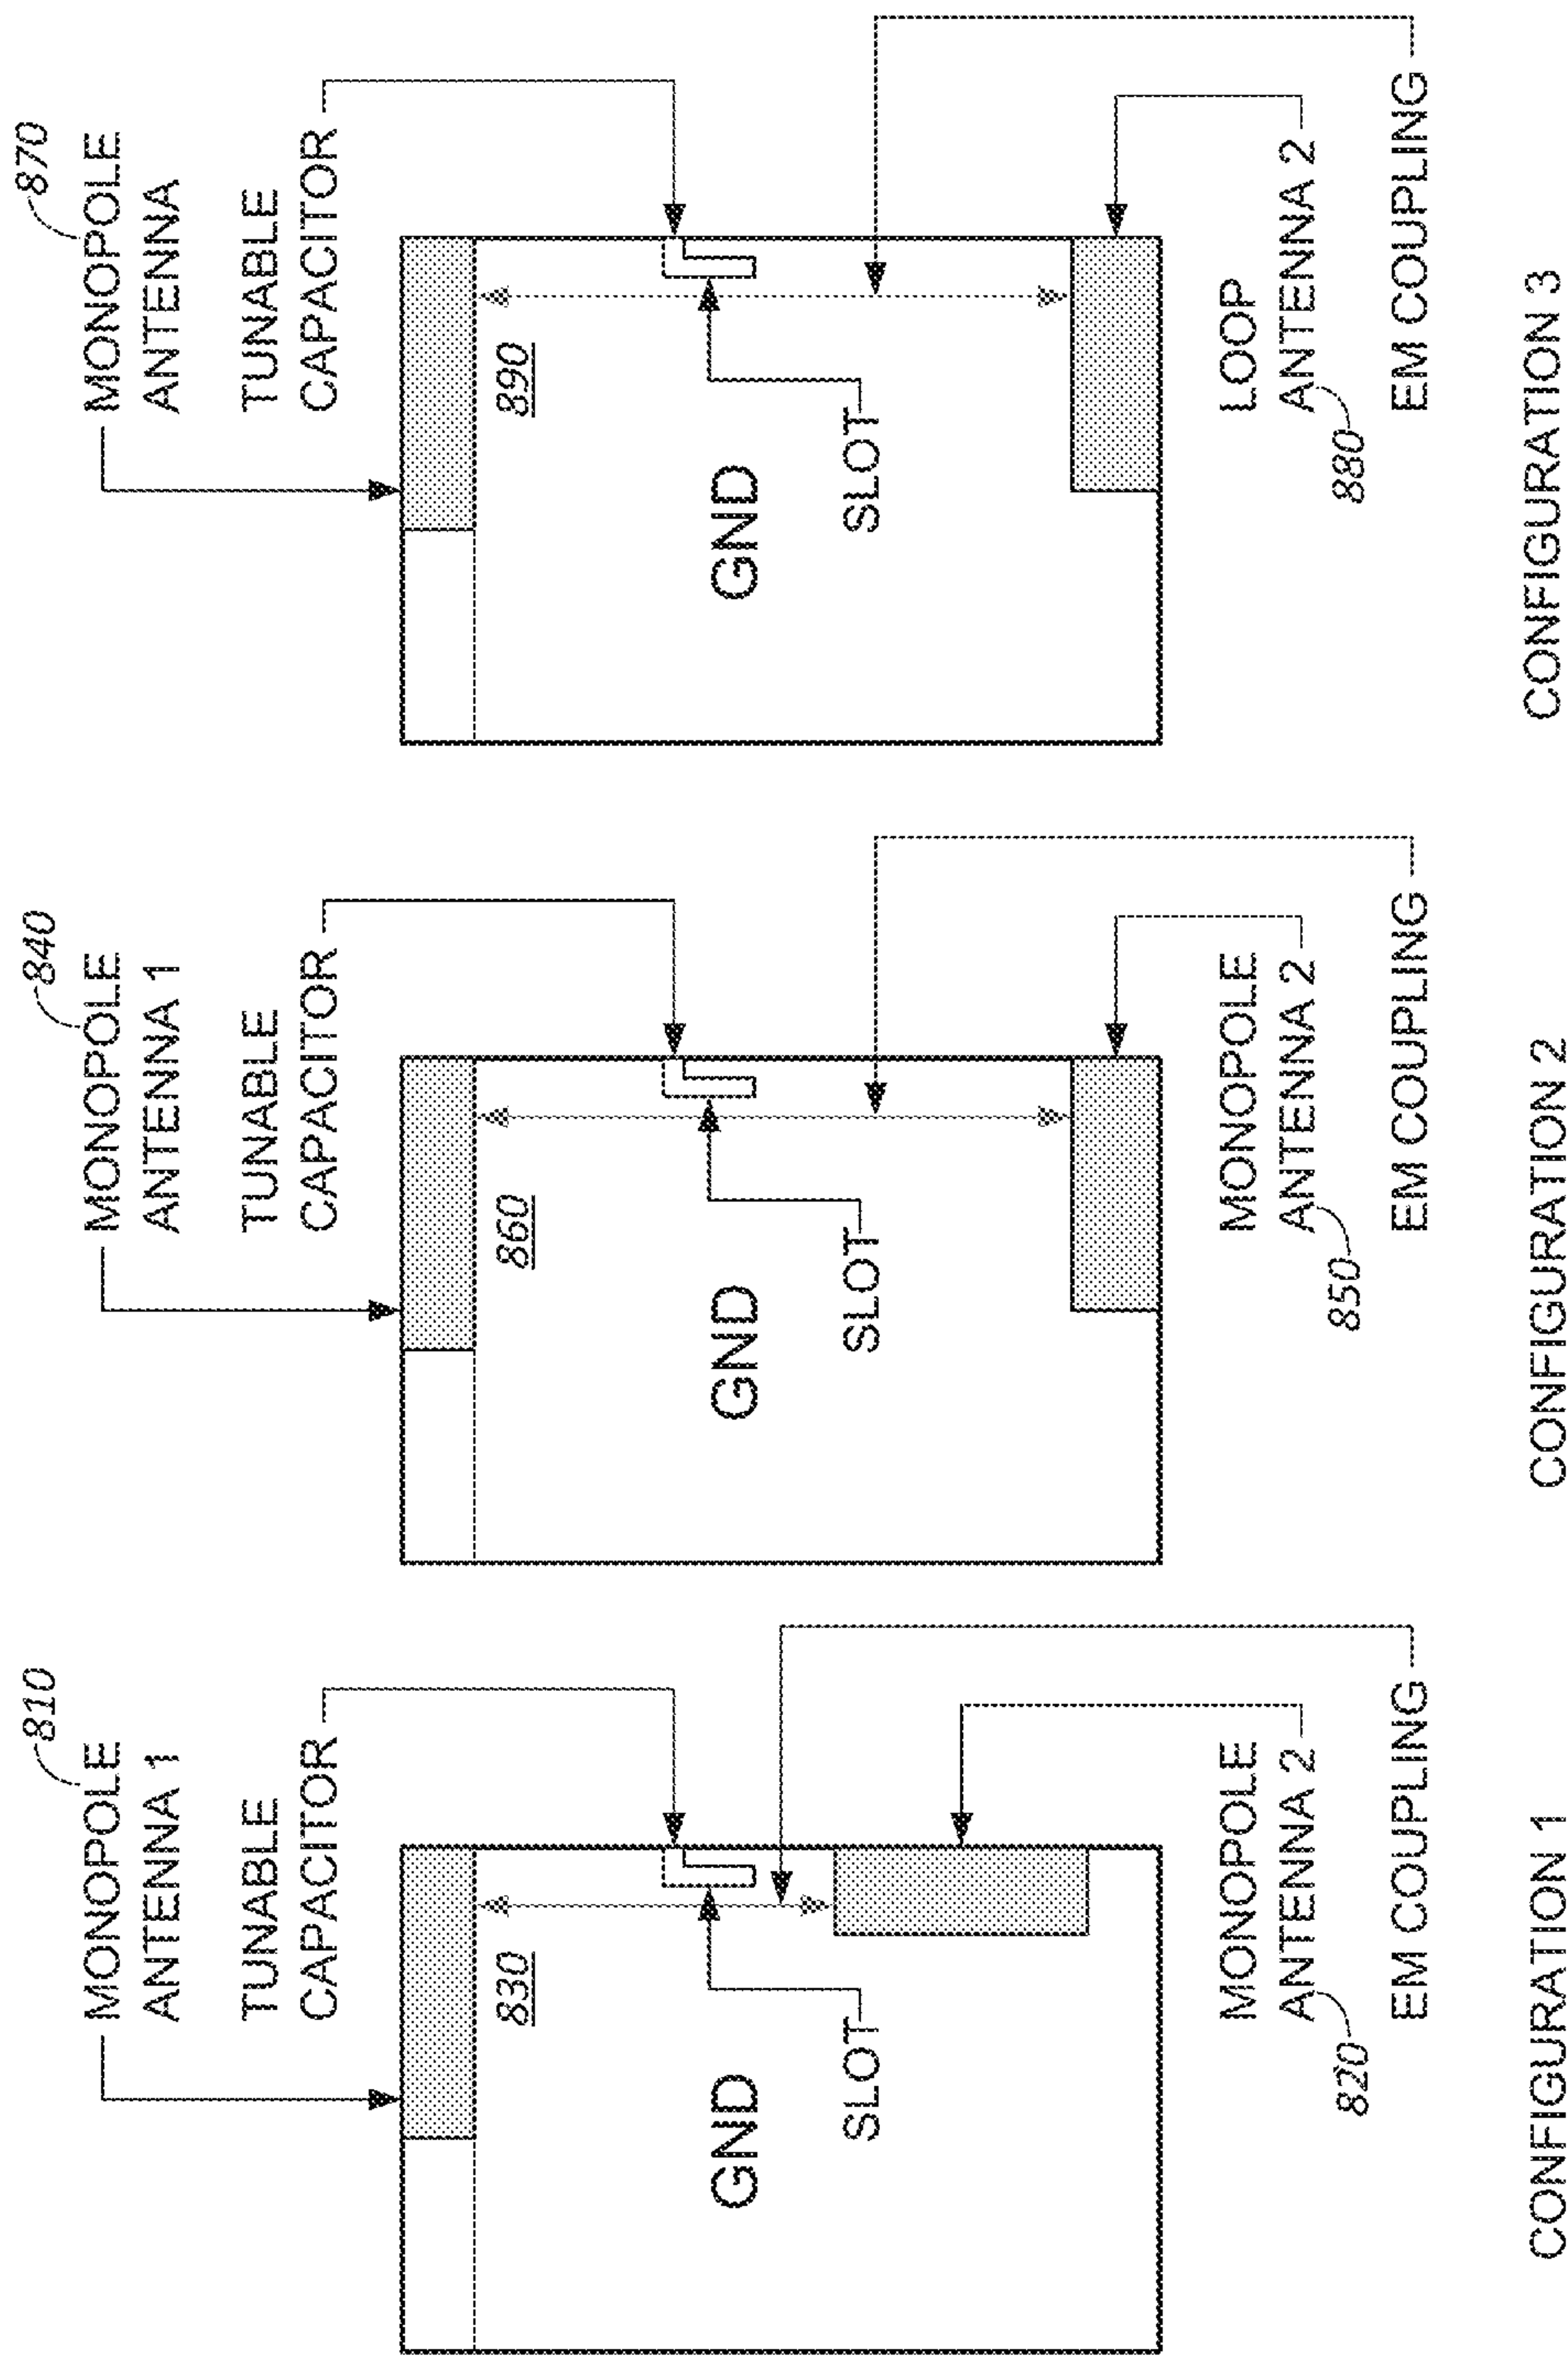 810
MONOPOLE
ANTENNA 1
TUNABLE
CAPACITOR
830
GND
SLOT
MONOPOLE
ANTENNA 2
820
EM COUPLING
CONFIGURATION 1
840
MONOPOLE
ANTENNA 1
TUNABLE
CAPACITOR
860
GND
SLOT
MONOPOLE
ANTENNA 2
850
EM COUPLING
CONFIGURATION 2
870
MONOPOLE
ANTENNA
TUNABLE
CAPACITOR
890
GND
SLOT
LOOP
ANTENNA 2
880
EM COUPLING
CONFIGURATION 3